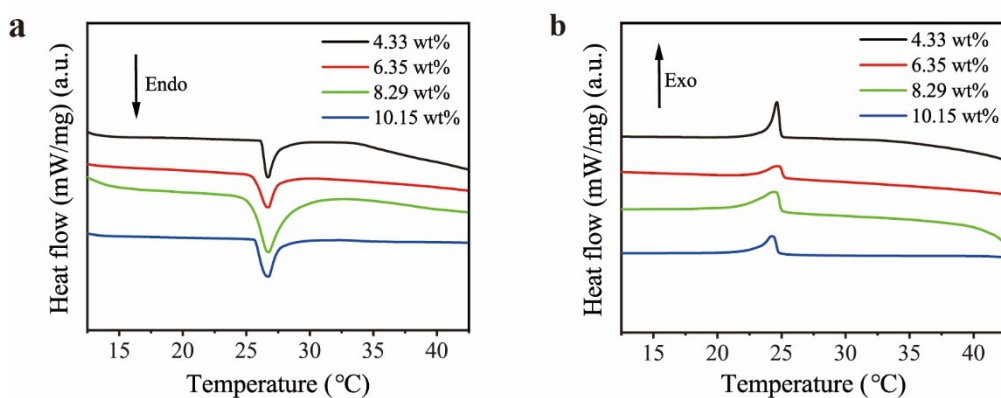 a
Endo
4.33 wt%
6.35 wt%
8.29 wt%
10.15 wt%
Heat flow (mW/mg) (a.u.)
15 20 25 30 35 40
Temperature (℃)
b
Exo
4.33 wt%
6.35 wt%
8.29 wt%
10.15 wt%
Heat flow (mW/mg) (a.u.)
15 20 25 30 35 40
Temperature (℃)